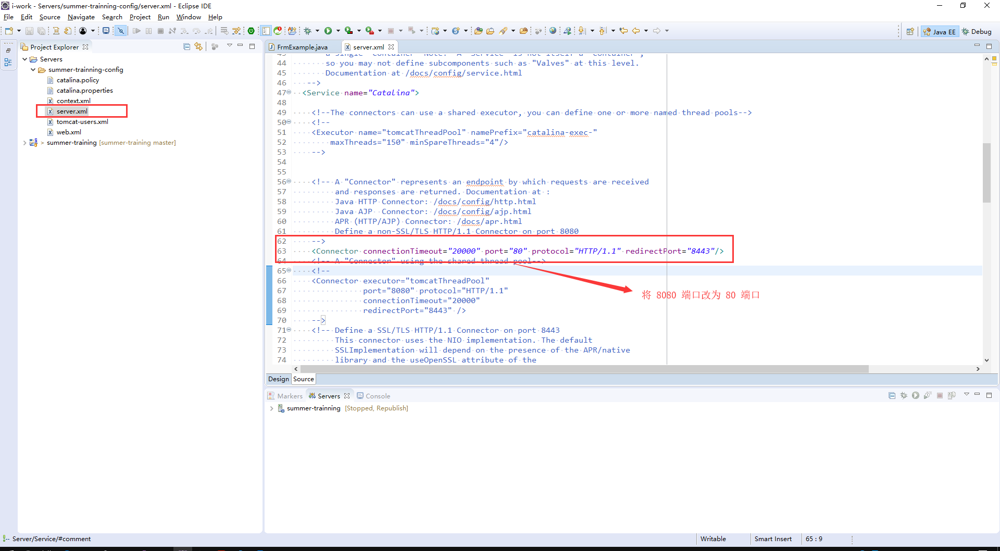 i-work - Servers/summer-trainning-config/server.xml - Eclipse IDE
File Edit Source Navigate Search Project Run Window Help
Java EE Debug
Project Explorer
Servers
summer-trainning-config
catalina.policy
catalina.properties
context.xml
server.xml
tomcat-users.xml
web.xml
> summer-training [summer-training master]
FrmExample.java server.xml
43 a single "Container" Note: A "Service" is not itself a "Container",
44 so you may not define subcomponents such as "Valves" at this level.
45 Documentation at /docs/config/service.html
46 -->
47 <Service name="Catalina">
48
49 <!--The connectors can use a shared executor, you can define one or more named thread pools-->
50 <!--
51 <Executor name="tomcatThreadPool" namePrefix="catalina-exec-"
52 maxThreads="150" minSpareThreads="4"/>
53 -->
54
55
56 <!-- A "Connector" represents an endpoint by which requests are received
57 and responses are returned. Documentation at :
58 Java HTTP Connector: /docs/config/http.html
59 Java AJP  Connector: /docs/config/ajp.html
60 APR (HTTP/AJP) Connector: /docs/apr.html
61 Define a non-SSL/TLS HTTP/1.1 Connector on port 8080
62 -->
63 <Connector connectionTimeout="20000" port="80" protocol="HTTP/1.1" redirectPort="8443"/>
64 <!-- A "Connector" using the shared thread pool-->
65 <!--
66 <Connector executor="tomcatThreadPool"
67 port="8080" protocol="HTTP/1.1"
68 connectionTimeout="20000"
69 redirectPort="8443" />
70 -->
71 <!-- Define a SSL/TLS HTTP/1.1 Connector on port 8443
72 This connector uses the NIO implementation. The default
73 SSLImplementation will depend on the presence of the APR/native
74 library and the useOpenSSL attribute of the
将 8080 端口改为 80 端口
Design Source
Markers Servers Console
summer-trainning [Stopped, Republish]
Server/Service/#comment
Writable Smart Insert 65 : 9